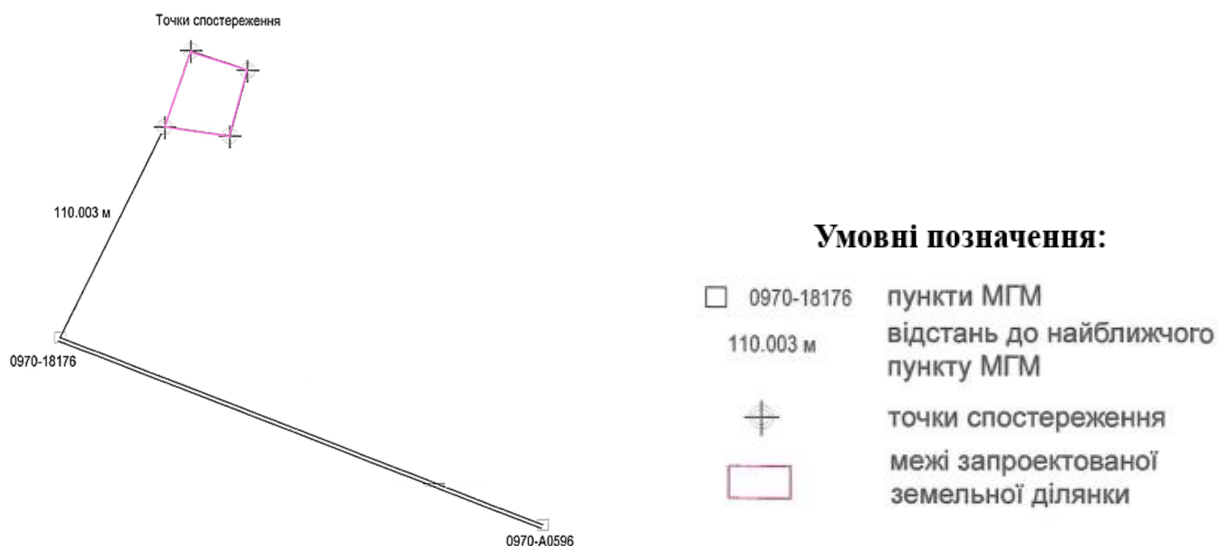 Точки спостереження
110.003 м
0970-18176
0970-А0596
Умовні позначення:
0970-18176 пункти МГМ
110.003 м відстань до найближчого
пункту МГМ
точки спостереження
межі запроектованої
земельної ділянки